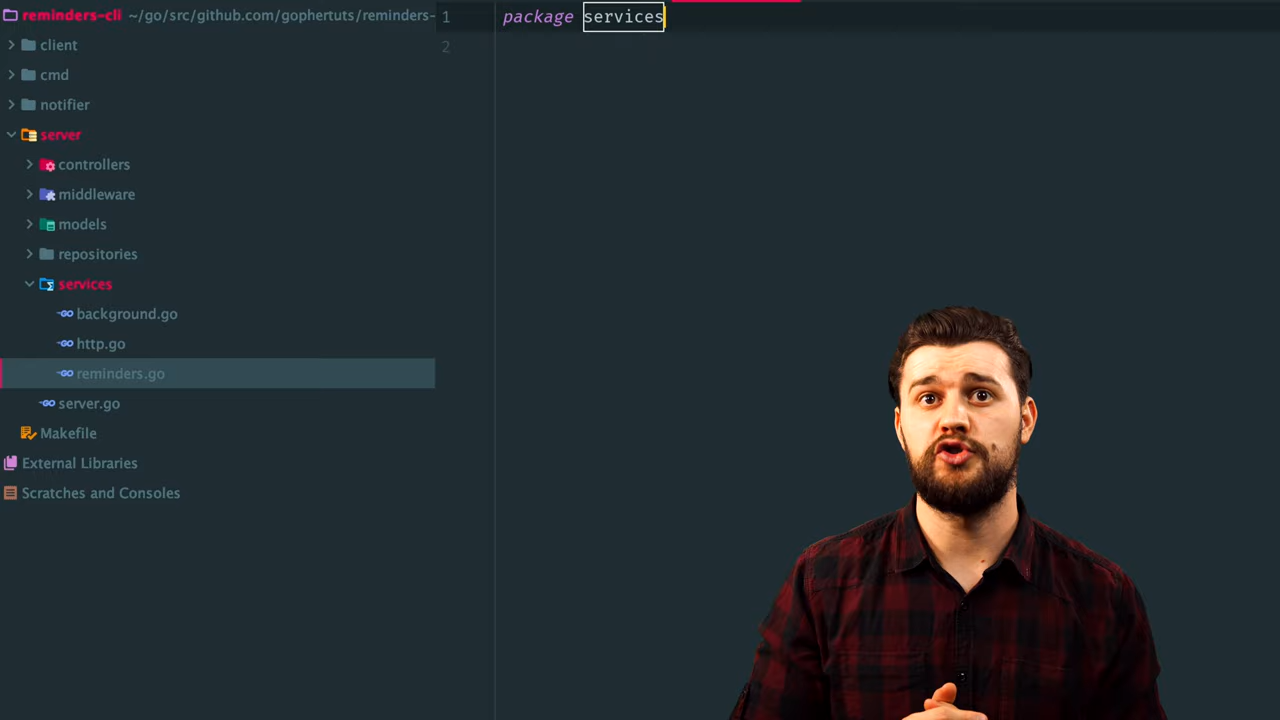 reminders-cli ~/go/src/github.com/gophertuts/reminders-
client
cmd
notifier
server
controllers
middleware
models
repositories
services
background.go
http.go
reminders.go
server.go
Makefile
External Libraries
Scratches and Consoles
1 package services
2